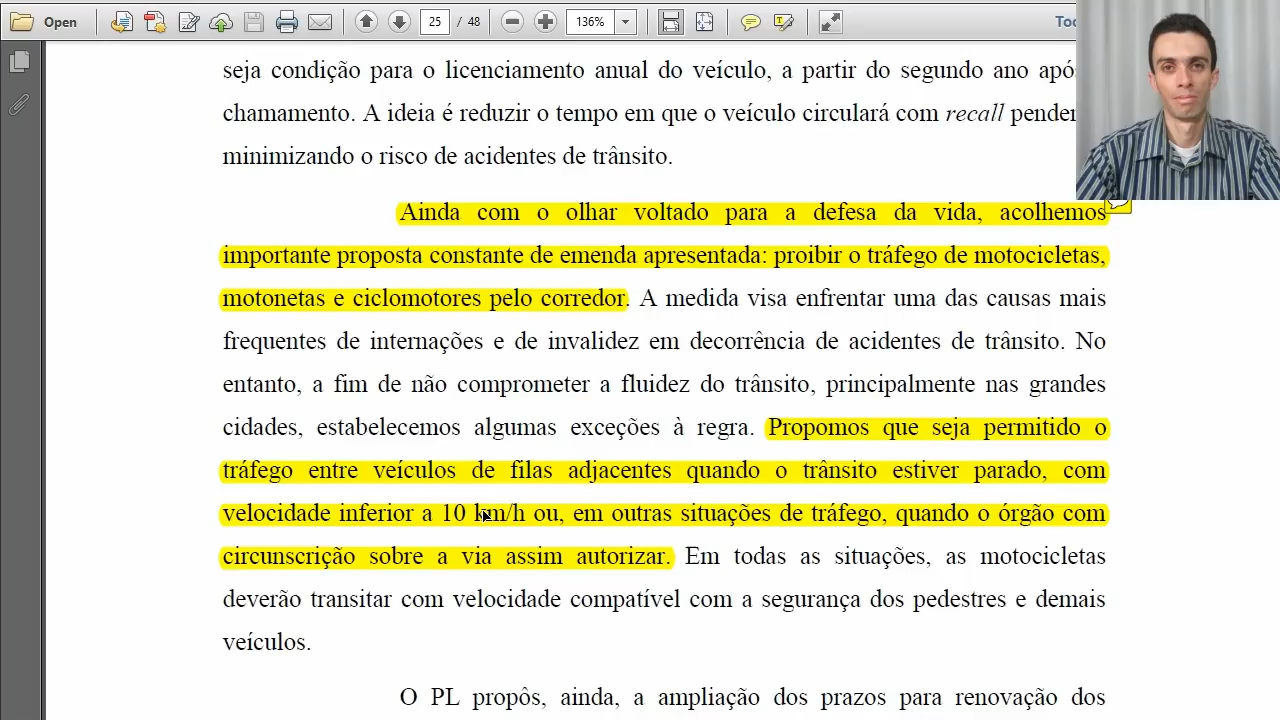 Open 25 / 48 136% Too
seja condição para o licenciamento anual do veículo, a partir do segundo ano após
chamamento. A ideia é reduzir o tempo em que o veículo circulará com recall
minimizando o risco de acidentes de trânsito.
Ainda com o olhar voltado para a defesa da vida, acolhemos
importante proposta constante de emenda apresentada: proibir o tráfego de motocicletas,
motonetas e ciclomotores pelo corredor. A medida visa enfrentar uma das causas mais
frequentes de internações e de invalidez em decorrência de acidentes de trânsito. No
entanto, a fim de não comprometer a fluidez do trânsito, principalmente nas grandes
cidades, estabelecemos algumas exceções à regra. Propomos que seja permitido o
tráfego entre veículos de filas adjacentes quando o trânsito estiver parado, com
velocidade inferior a 10 km/h ou, em outras situações de tráfego, quando o órgão com
circunscrição sobre a via assim autorizar. Em todas as situações, as motocicletas
deverão transitar com velocidade compatível com a segurança dos pedestres e demais
veículos.
O PL propôs, ainda, a ampliação dos prazos para renovação dos